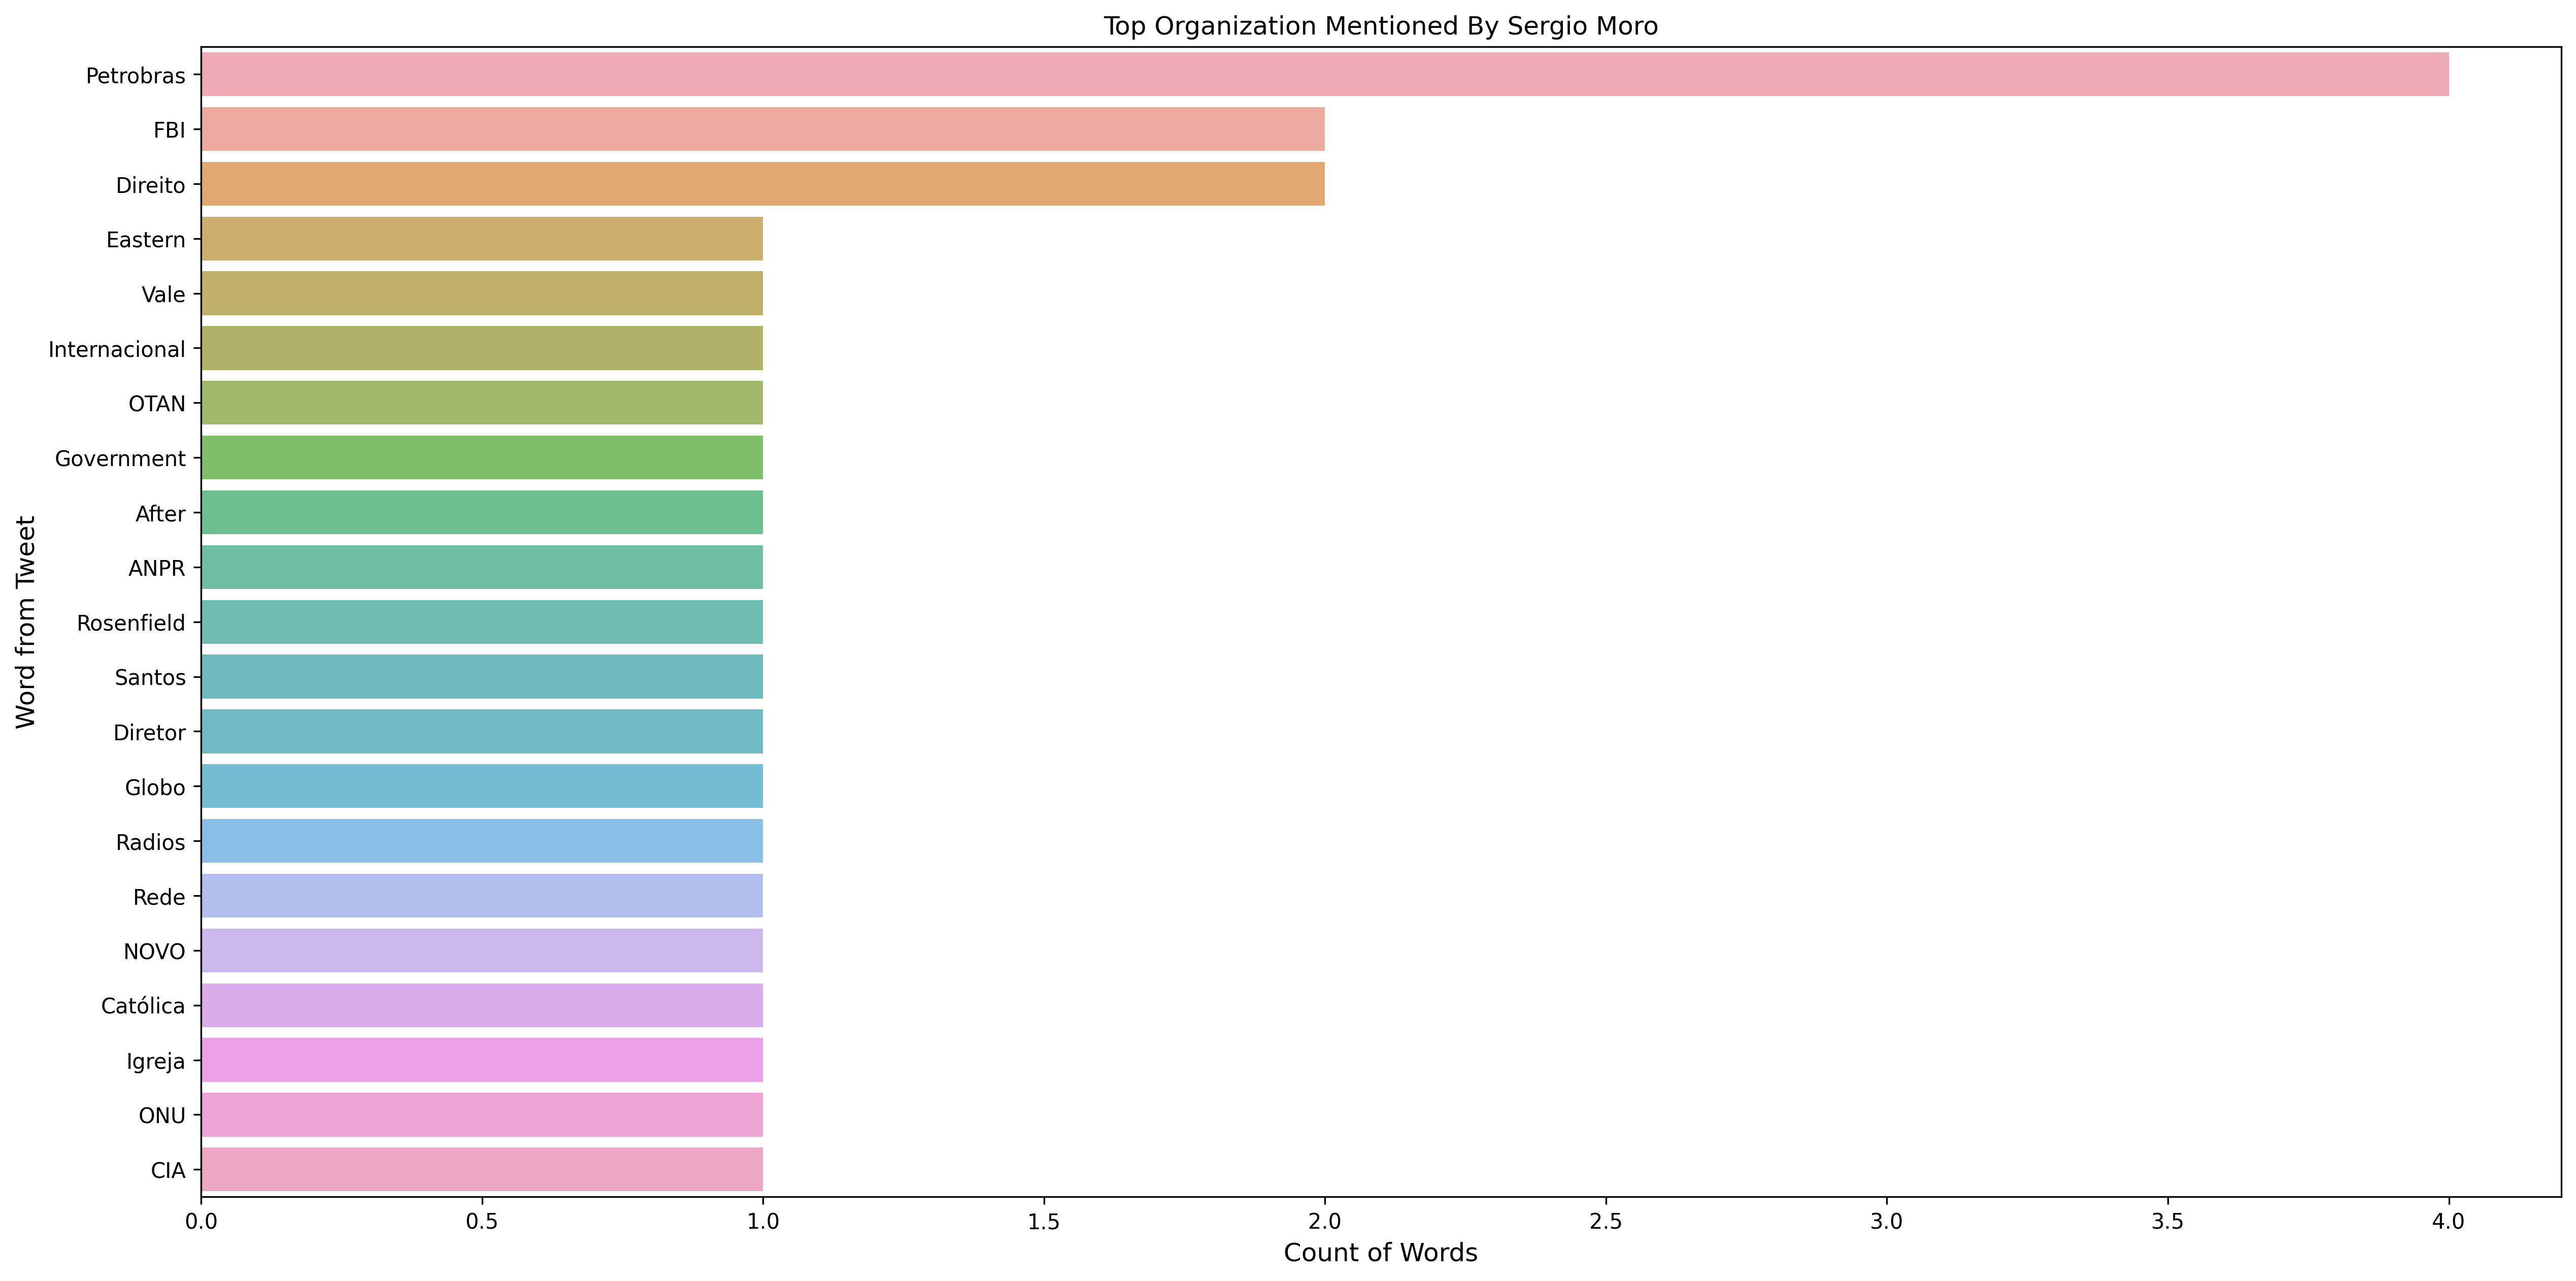 Top Organization Mentioned By Sergio Moro
Petrobras
FBI
Direito
Eastern
Vale
Internacional
OTAN
Government
After
ANPR
Rosenfield
Santos
Diretor
Globo
Radios
Rede
NOVO
Católica
Igreja
ONU
CIA
Word from Tweet
0.0 0.5 1.0 1.5 2.0 2.5 3.0 3.5 4.0
Count of Words